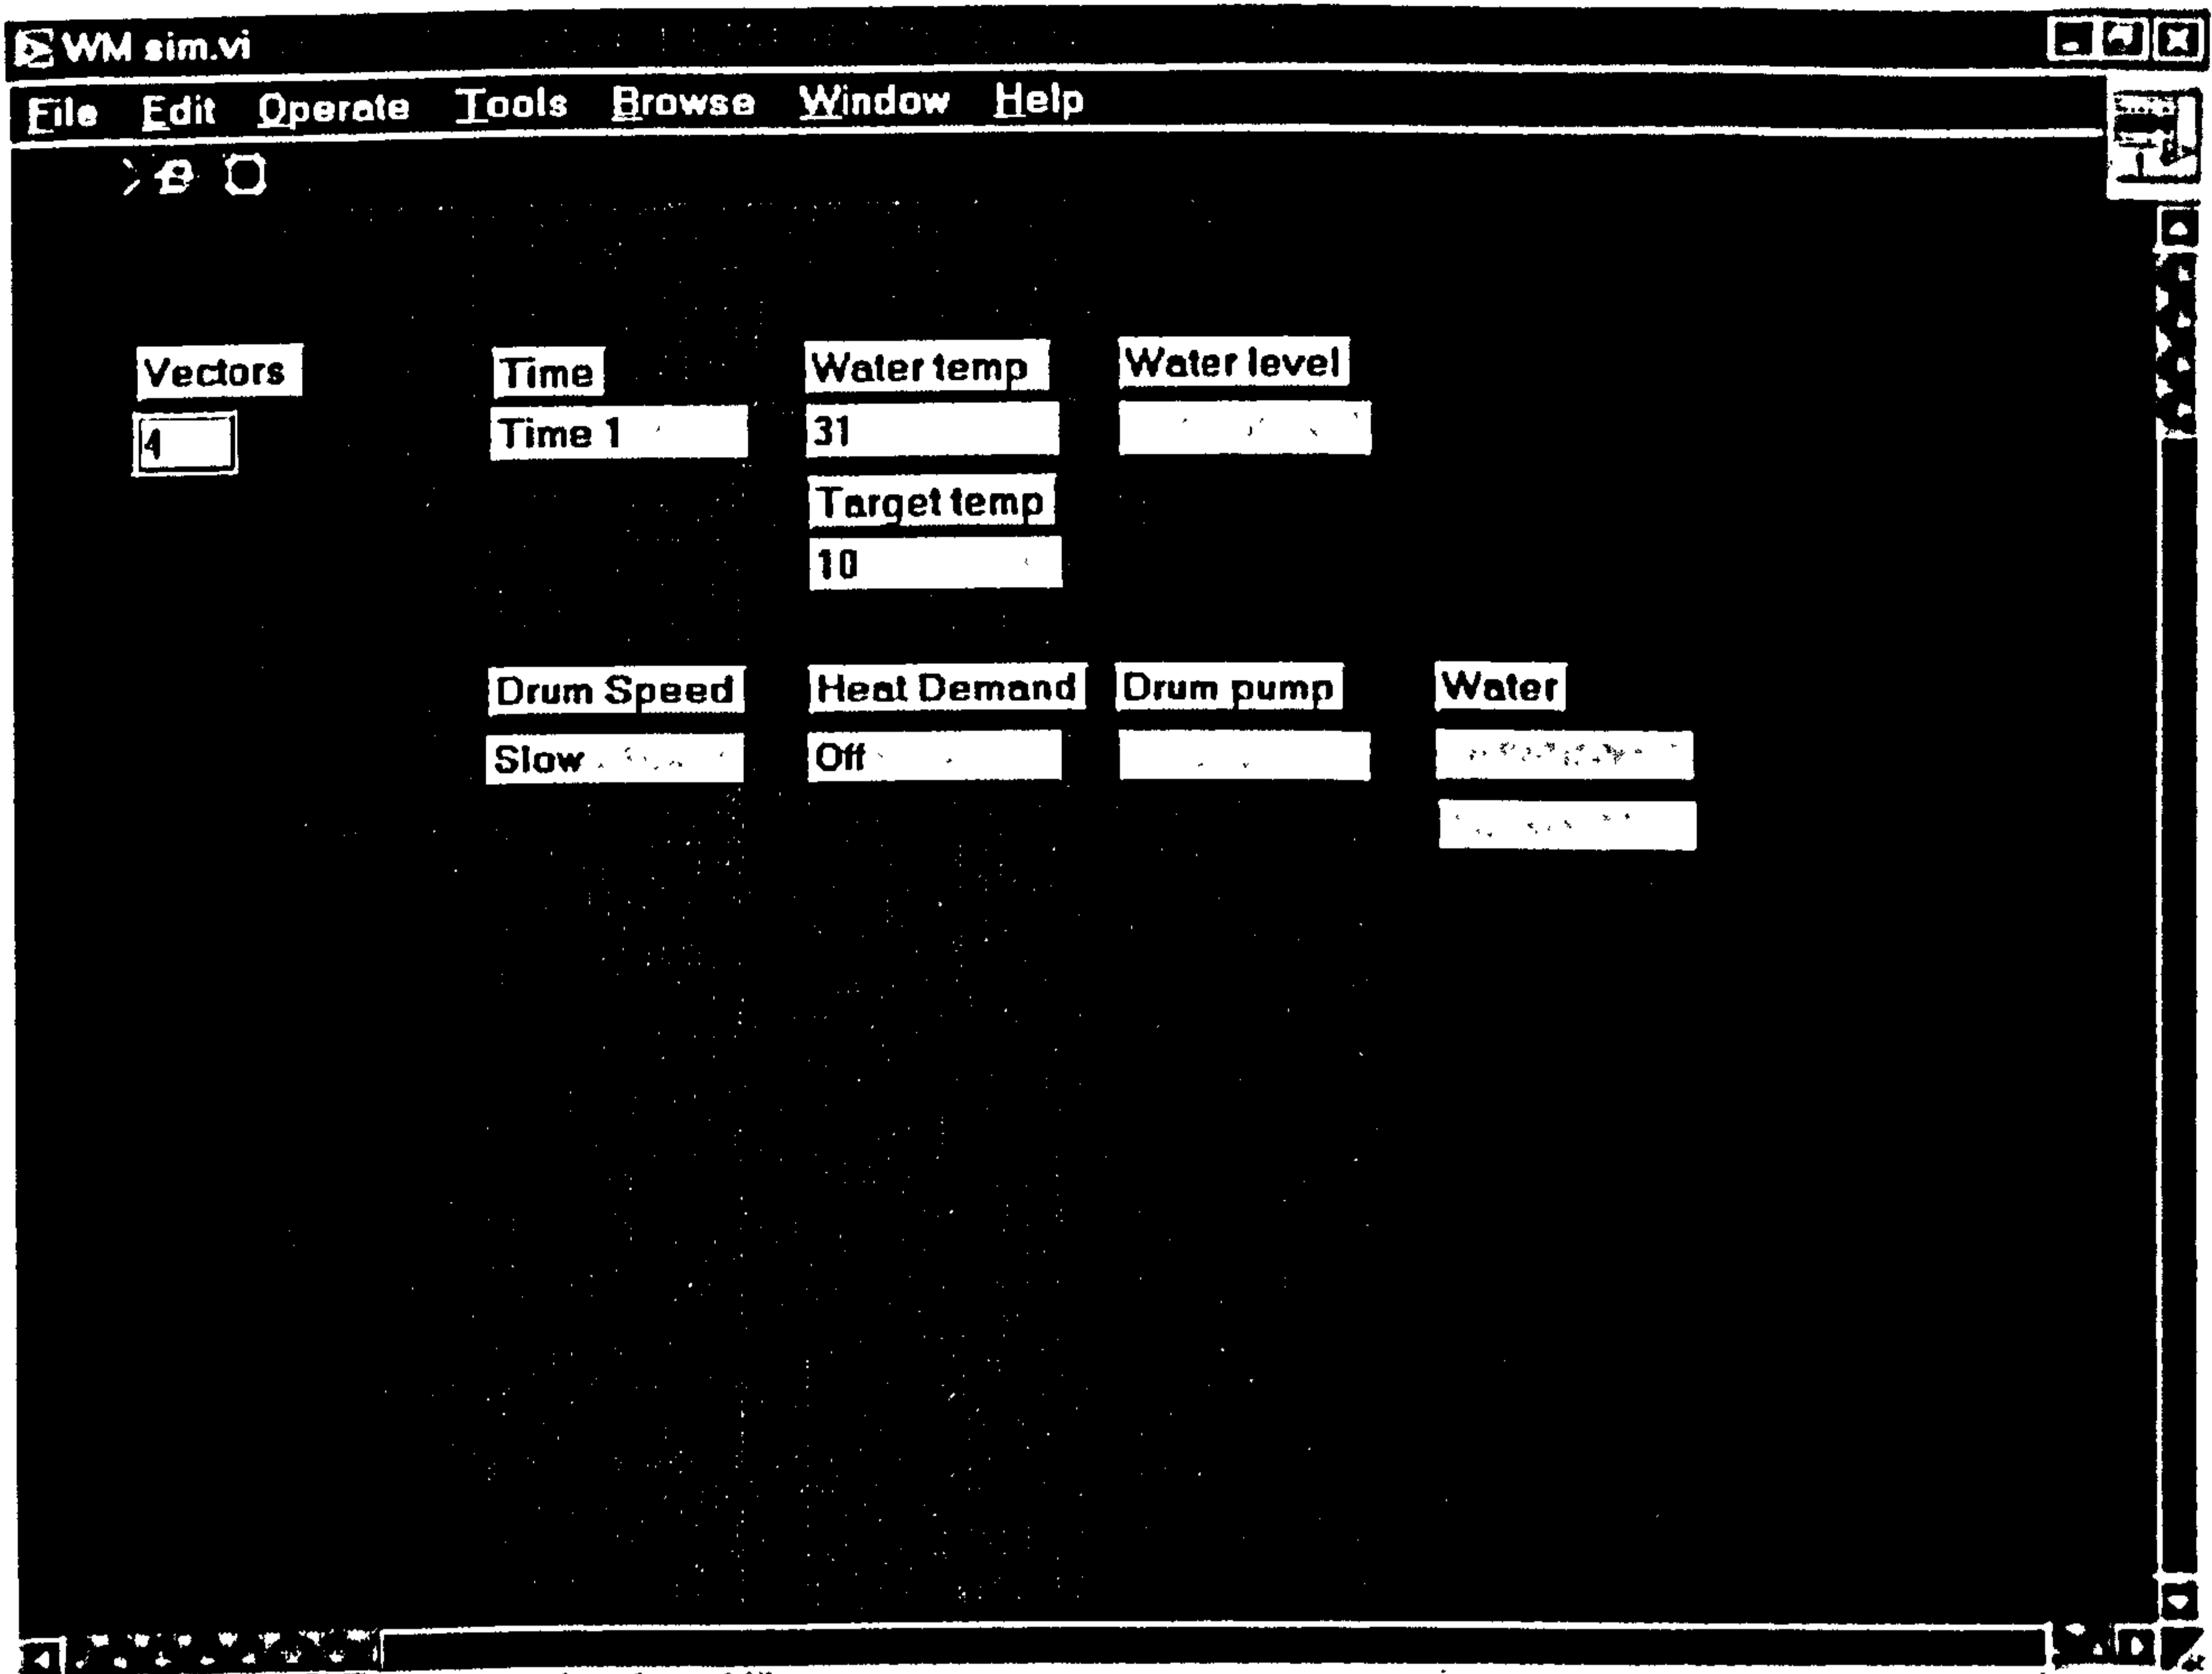 WM sim.vi
File Edit Operate Tools Browse Window Help
Vectors Time Water temp Water level
4 Time 1 31
Target temp
10
Drum Speed Heat Demand Drum pump Water
Slow Off